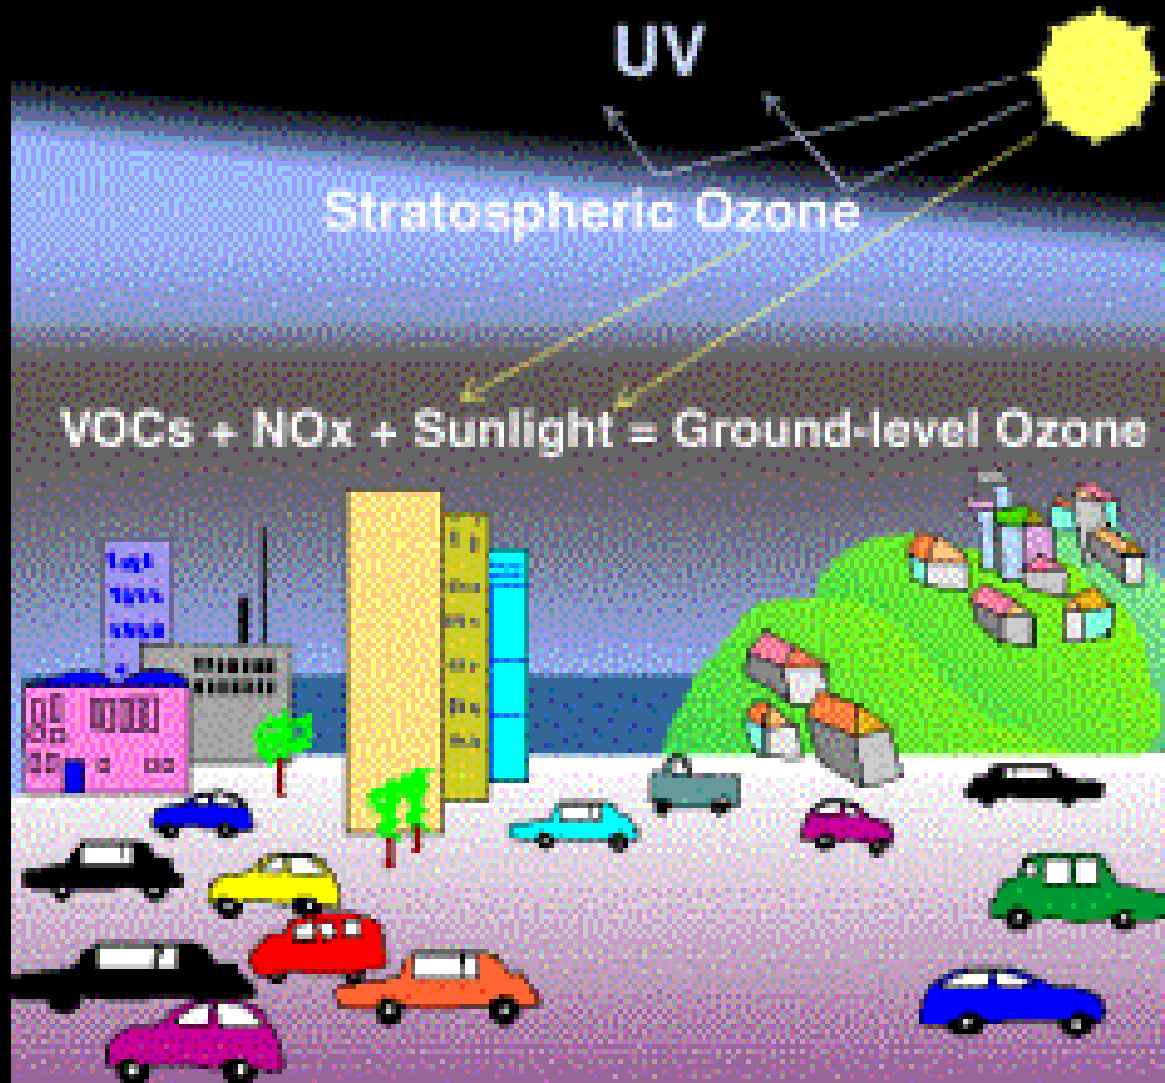 UV
Stratospheric Ozone
VOCs + NOx + Sunlight = Ground-level Ozone